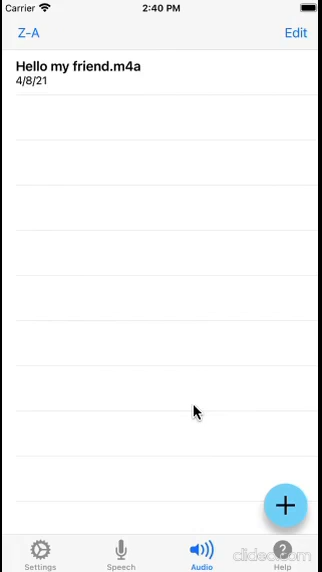 Carrier 2:40 PM
Z-A Edit
Hello my friend.m4a
4/8/21
Settings Speech Audio Help
clideo.com